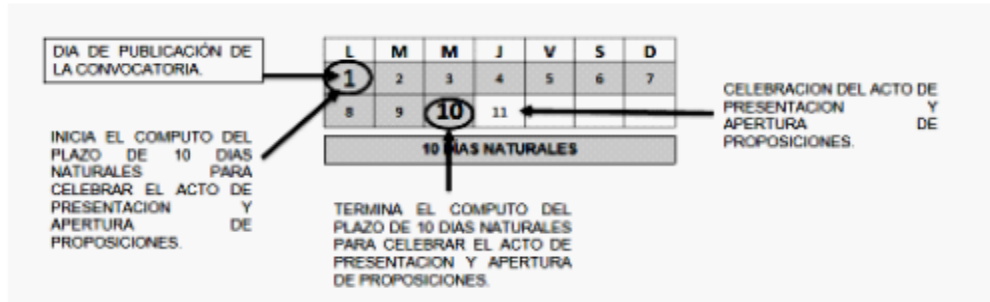 DIA DE PUBLICACIÓN DE
LA CONVOCATORIA.
L M M J V S D
1 2 3 4 5 6 7
8 9 10 11
10 DIAS NATURALES
CELEBRACION DEL ACTO DE
PRESENTACION Y
APERTURA DE
PROPOSICIONES.
INICIA EL COMPUTO DEL
PLAZO DE 10 DIAS
NATURALES PARA
CELEBRAR EL ACTO DE
PRESENTACION Y
APERTURA DE
PROPOSICIONES.
TERMINA EL COMPUTO DEL
PLAZO DE 10 DIAS NATURALES
PARA CELEBRAR EL ACTO DE
PRESENTACION Y APERTURA
DE PROPOSICIONES.